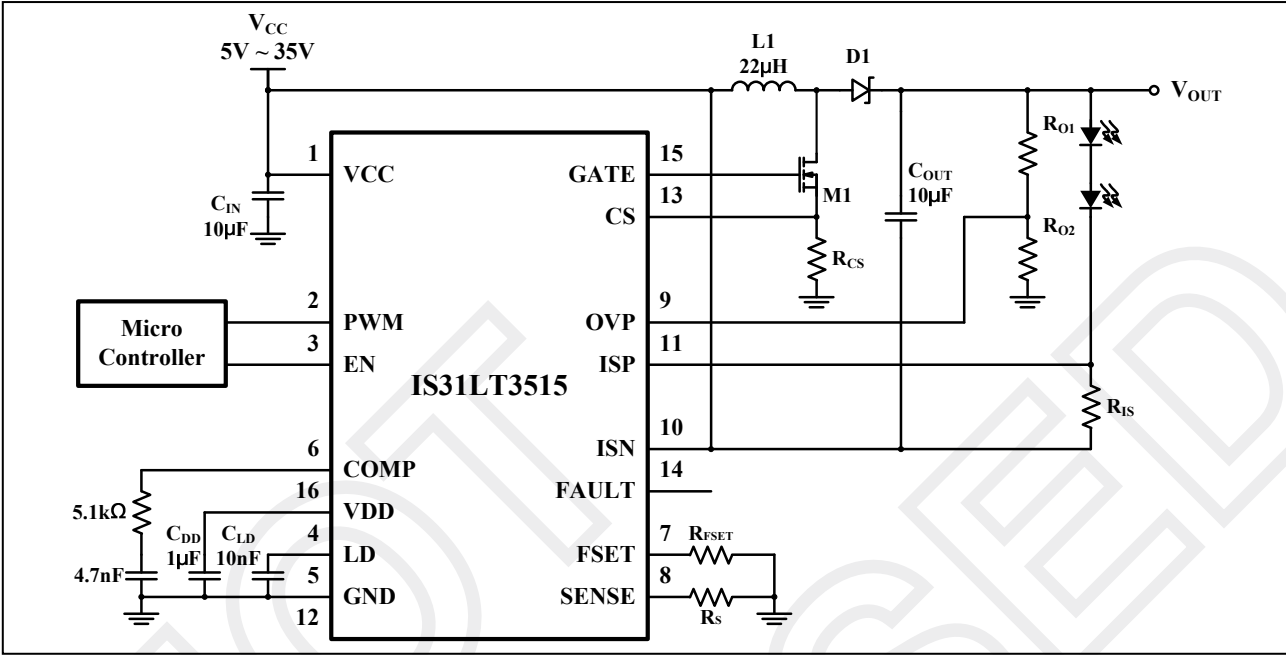 VCC
5V ~ 35V
L1
22μH
D1
VOUT
RO1
1
VCC
GATE
15
M1
COUT
10μF
CIN
10μF
CS
13
RCS
RO2
Micro
Controller
2
PWM
3
EN
IS31LT3515
OVP
9
ISP
11
RIS
ISN
10
6
COMP
FAULT
14
5.1kΩ
16
VDD
CDD
1μF
CLD
10nF
4
LD
FSET
7
RFSET
4.7nF
5
GND
12
SENSE
8
RS
NOT
USED